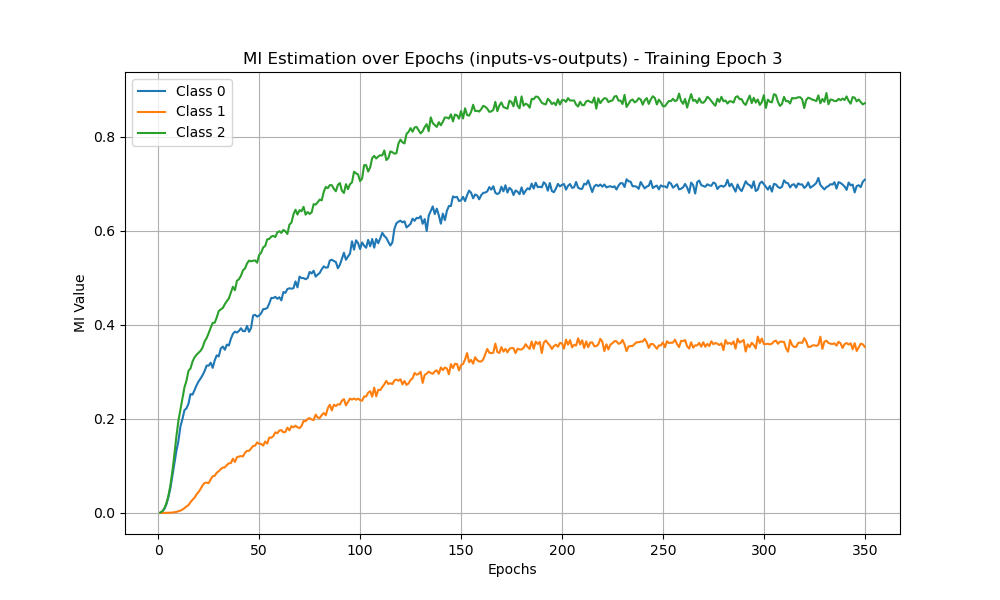 MI Estimation over Epochs (inputs-vs-outputs) - Training Epoch 3
Class 0
Class 1
Class 2
MI Value
0.8
0.6
0.4
0.2
0.0
0 50 100 150 200 250 300 350
Epochs